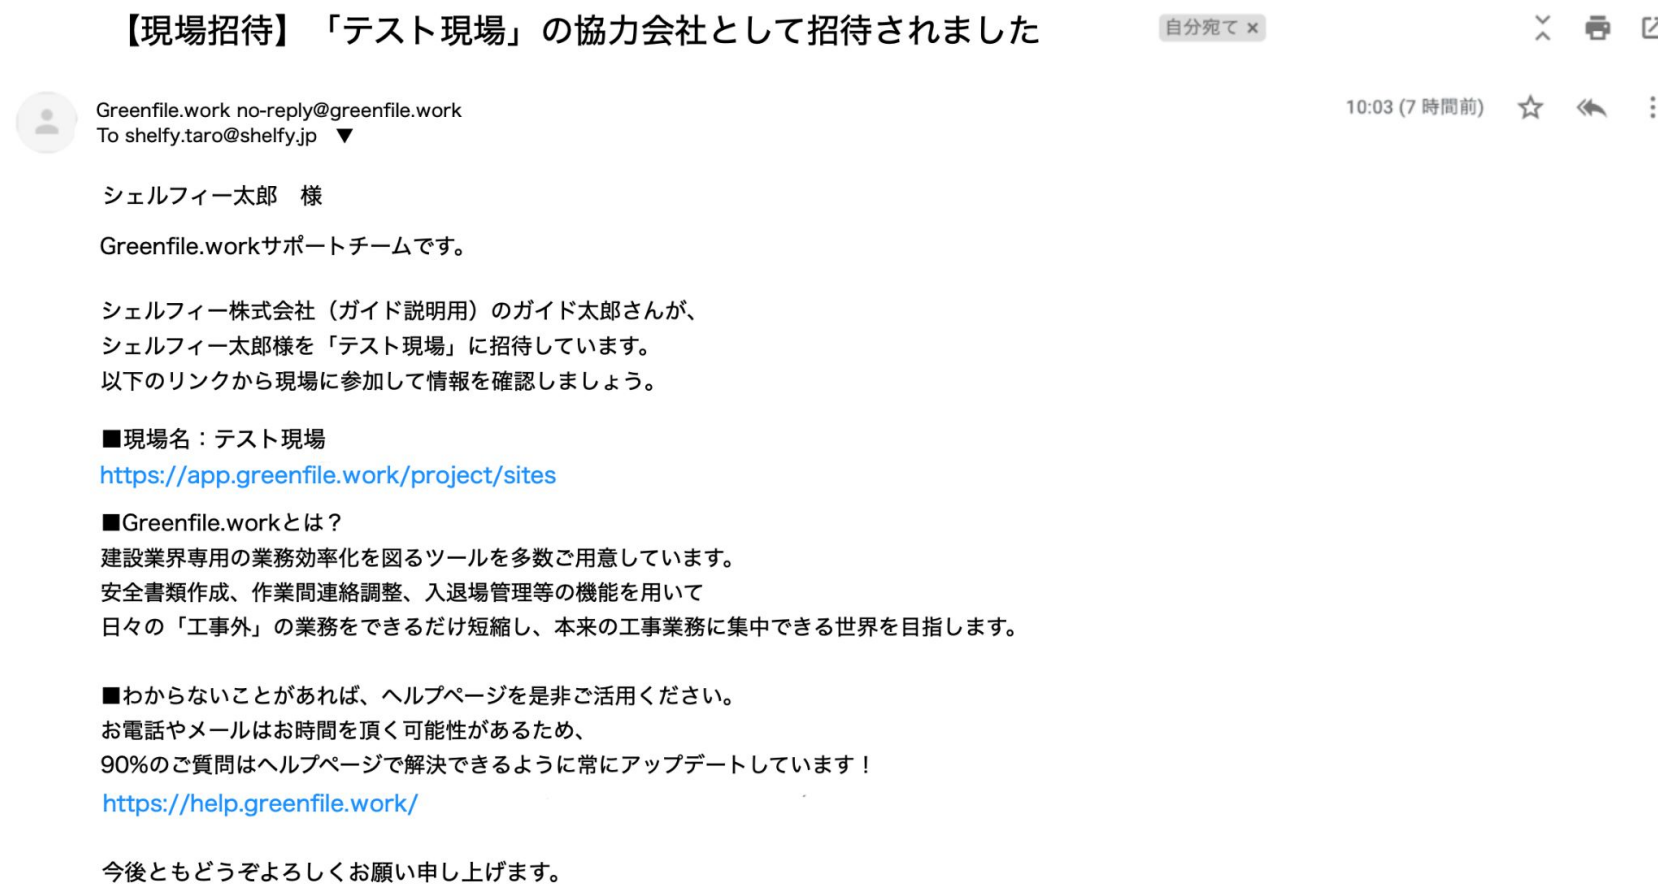 【現場招待】「テスト現場」の協力会社として招待されました
自分宛て ×
Greenfile.work no-reply@greenfile.work
10:03 (7 時間前)
To shelfy.taro@shelfy.jp ▼
シェルフィー太郎　様
Greenfile.workサポートチームです。
シェルフィー株式会社（ガイド説明用）のガイド太郎さんが、
シェルフィー太郎様を「テスト現場」に招待しています。
以下のリンクから現場に参加して情報を確認しましょう。
■現場名：テスト現場
https://app.greenfile.work/project/sites
■Greenfile.workとは？
建設業界専用の業務効率化を図るツールを多数ご用意しています。
安全書類作成、作業間連絡調整、入退場管理等の機能を用いて
日々の「工事外」の業務をできるだけ短縮し、本来の工事業務に集中できる世界を目指します。
■わからないことがあれば、ヘルプページを是非ご活用ください。
お電話やメールはお時間を頂く可能性があるため、
90%のご質問はヘルプページで解決できるように常にアップデートしています！
https://help.greenfile.work/
今後ともどうぞよろしくお願い申し上げます。